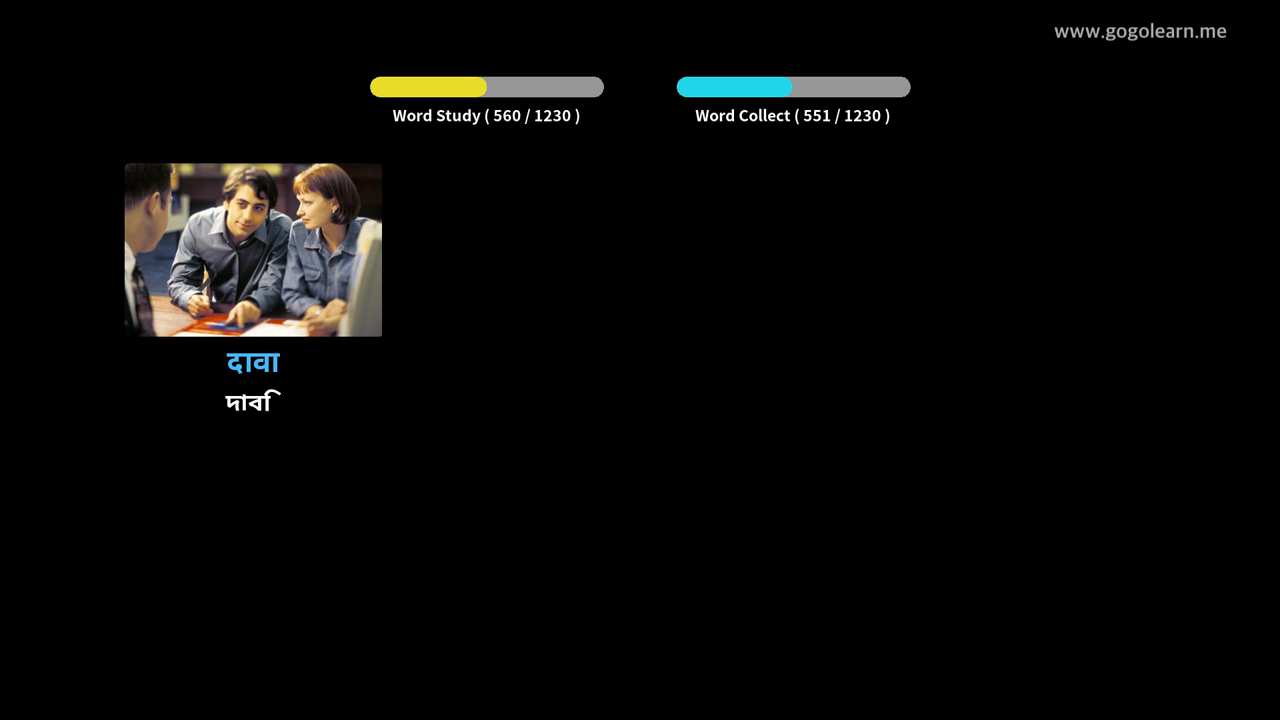 www.gogolearn.me
Word Study ( 560 / 1230 )
Word Collect ( 551 / 1230 )
दावा
দাবি